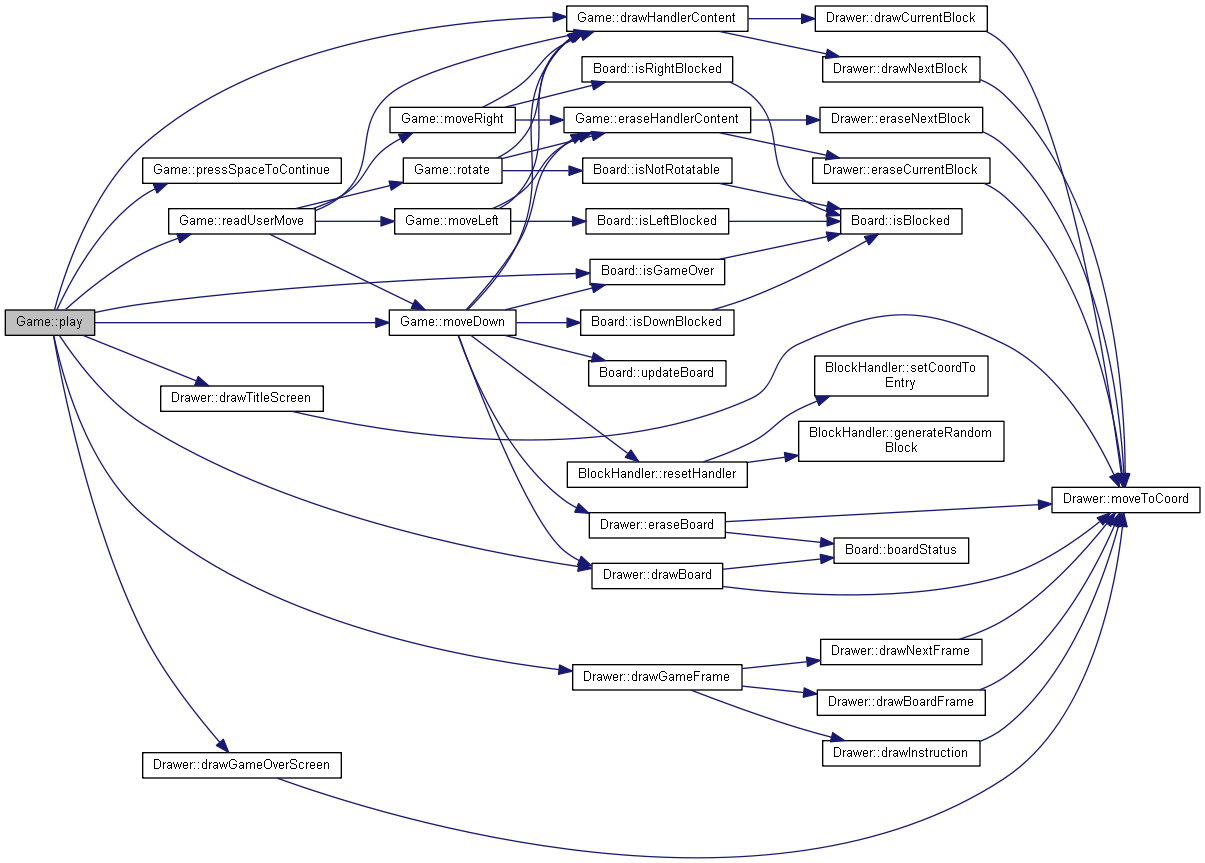 Game::drawHandlerContent
Drawer::drawCurrentBlock
Board::isRightBlocked
Drawer::drawNextBlock
Game::moveRight
Game::eraseHandlerContent
Drawer::eraseNextBlock
Game::pressSpaceToContinue
Game::rotate
Board::isNotRotatable
Drawer::eraseCurrentBlock
Game::readUserMove
Game::moveLeft
Board::isLeftBlocked
Board::isBlocked
Board::isGameOver
Game::play
Game::moveDown
Board::isDownBlocked
Board::updateBoard
BlockHandler::setCoordTo
Entry
Drawer::drawTitleScreen
BlockHandler::generateRandom
Block
BlockHandler::resetHandler
Drawer::moveToCoord
Drawer::eraseBoard
Board::boardStatus
Drawer::drawBoard
Drawer::drawNextFrame
Drawer::drawGameFrame
Drawer::drawBoardFrame
Drawer::drawInstruction
Drawer::drawGameOverScreen